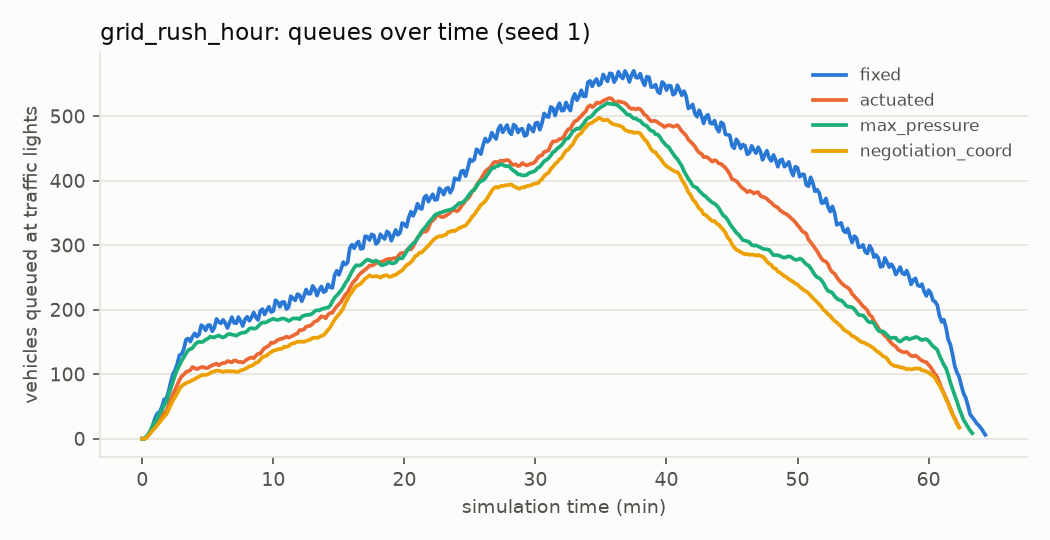 grid_rush_hour: queues over time (seed 1)
fixed
actuated
max_pressure
negotiation_coord
vehicles queued at traffic lights
500
400
300
200
100
0
0 10 20 30 40 50 60
simulation time (min)